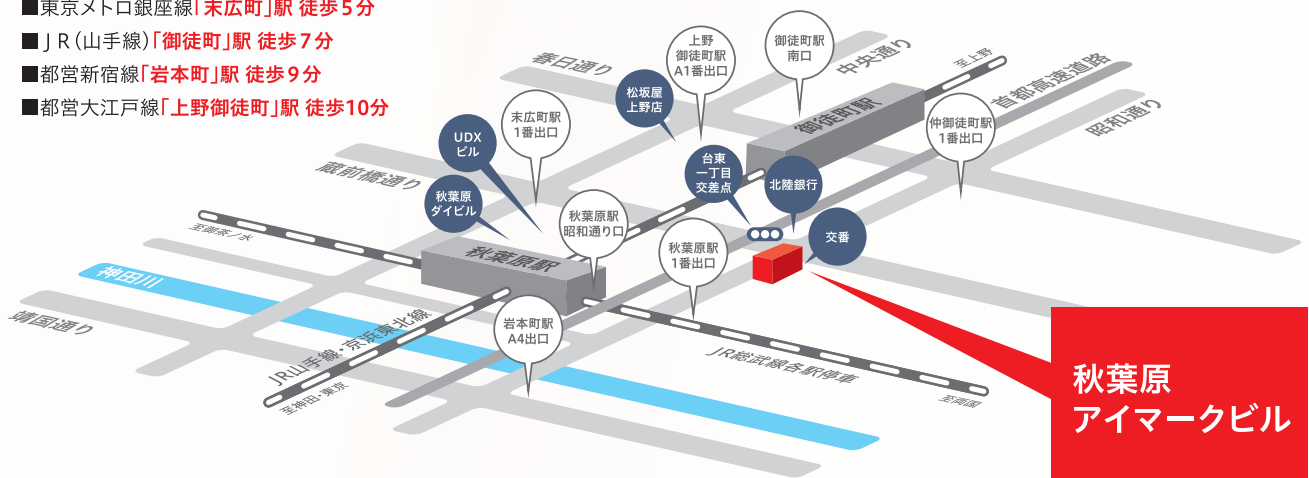 ■東京メトロ銀座線「末広町」駅 徒歩5分
■JR(山手線)「御徒町」駅 徒歩7分
■都営新宿線「岩本町」駅 徒歩9分
■都営大江戸線「上野御徒町」駅 徒歩10分
春日通り
上野
御徒町駅
A1番出口
御徒町駅
南口
中央通り
至上野
首都高速道路
昭和通り
松坂屋
上野店
末広町駅
1番出口
UDX
ビル
御徒町駅
仲御徒町駅
1番出口
蔵前橋通り
台東
一丁目
交差点
北陸銀行
秋葉原
ダイビル
秋葉原駅
昭和通り口
秋葉原駅
1番出口
交番
至御茶ノ水
秋葉原駅
神田川
靖国通り
岩本町駅
A4出口
JR山手線・京浜東北線
至神田・東京
JR総武線各駅停車
至両国
秋葉原
アイマークビル